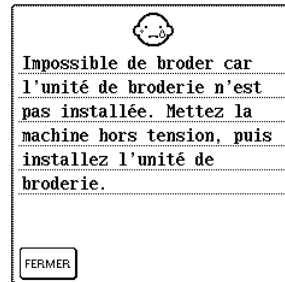 Impossible de broder car
l'unité de broderie n'est
pas installée. Mettez la
machine hors tension, puis
installez l'unité de
broderie.
FERMER